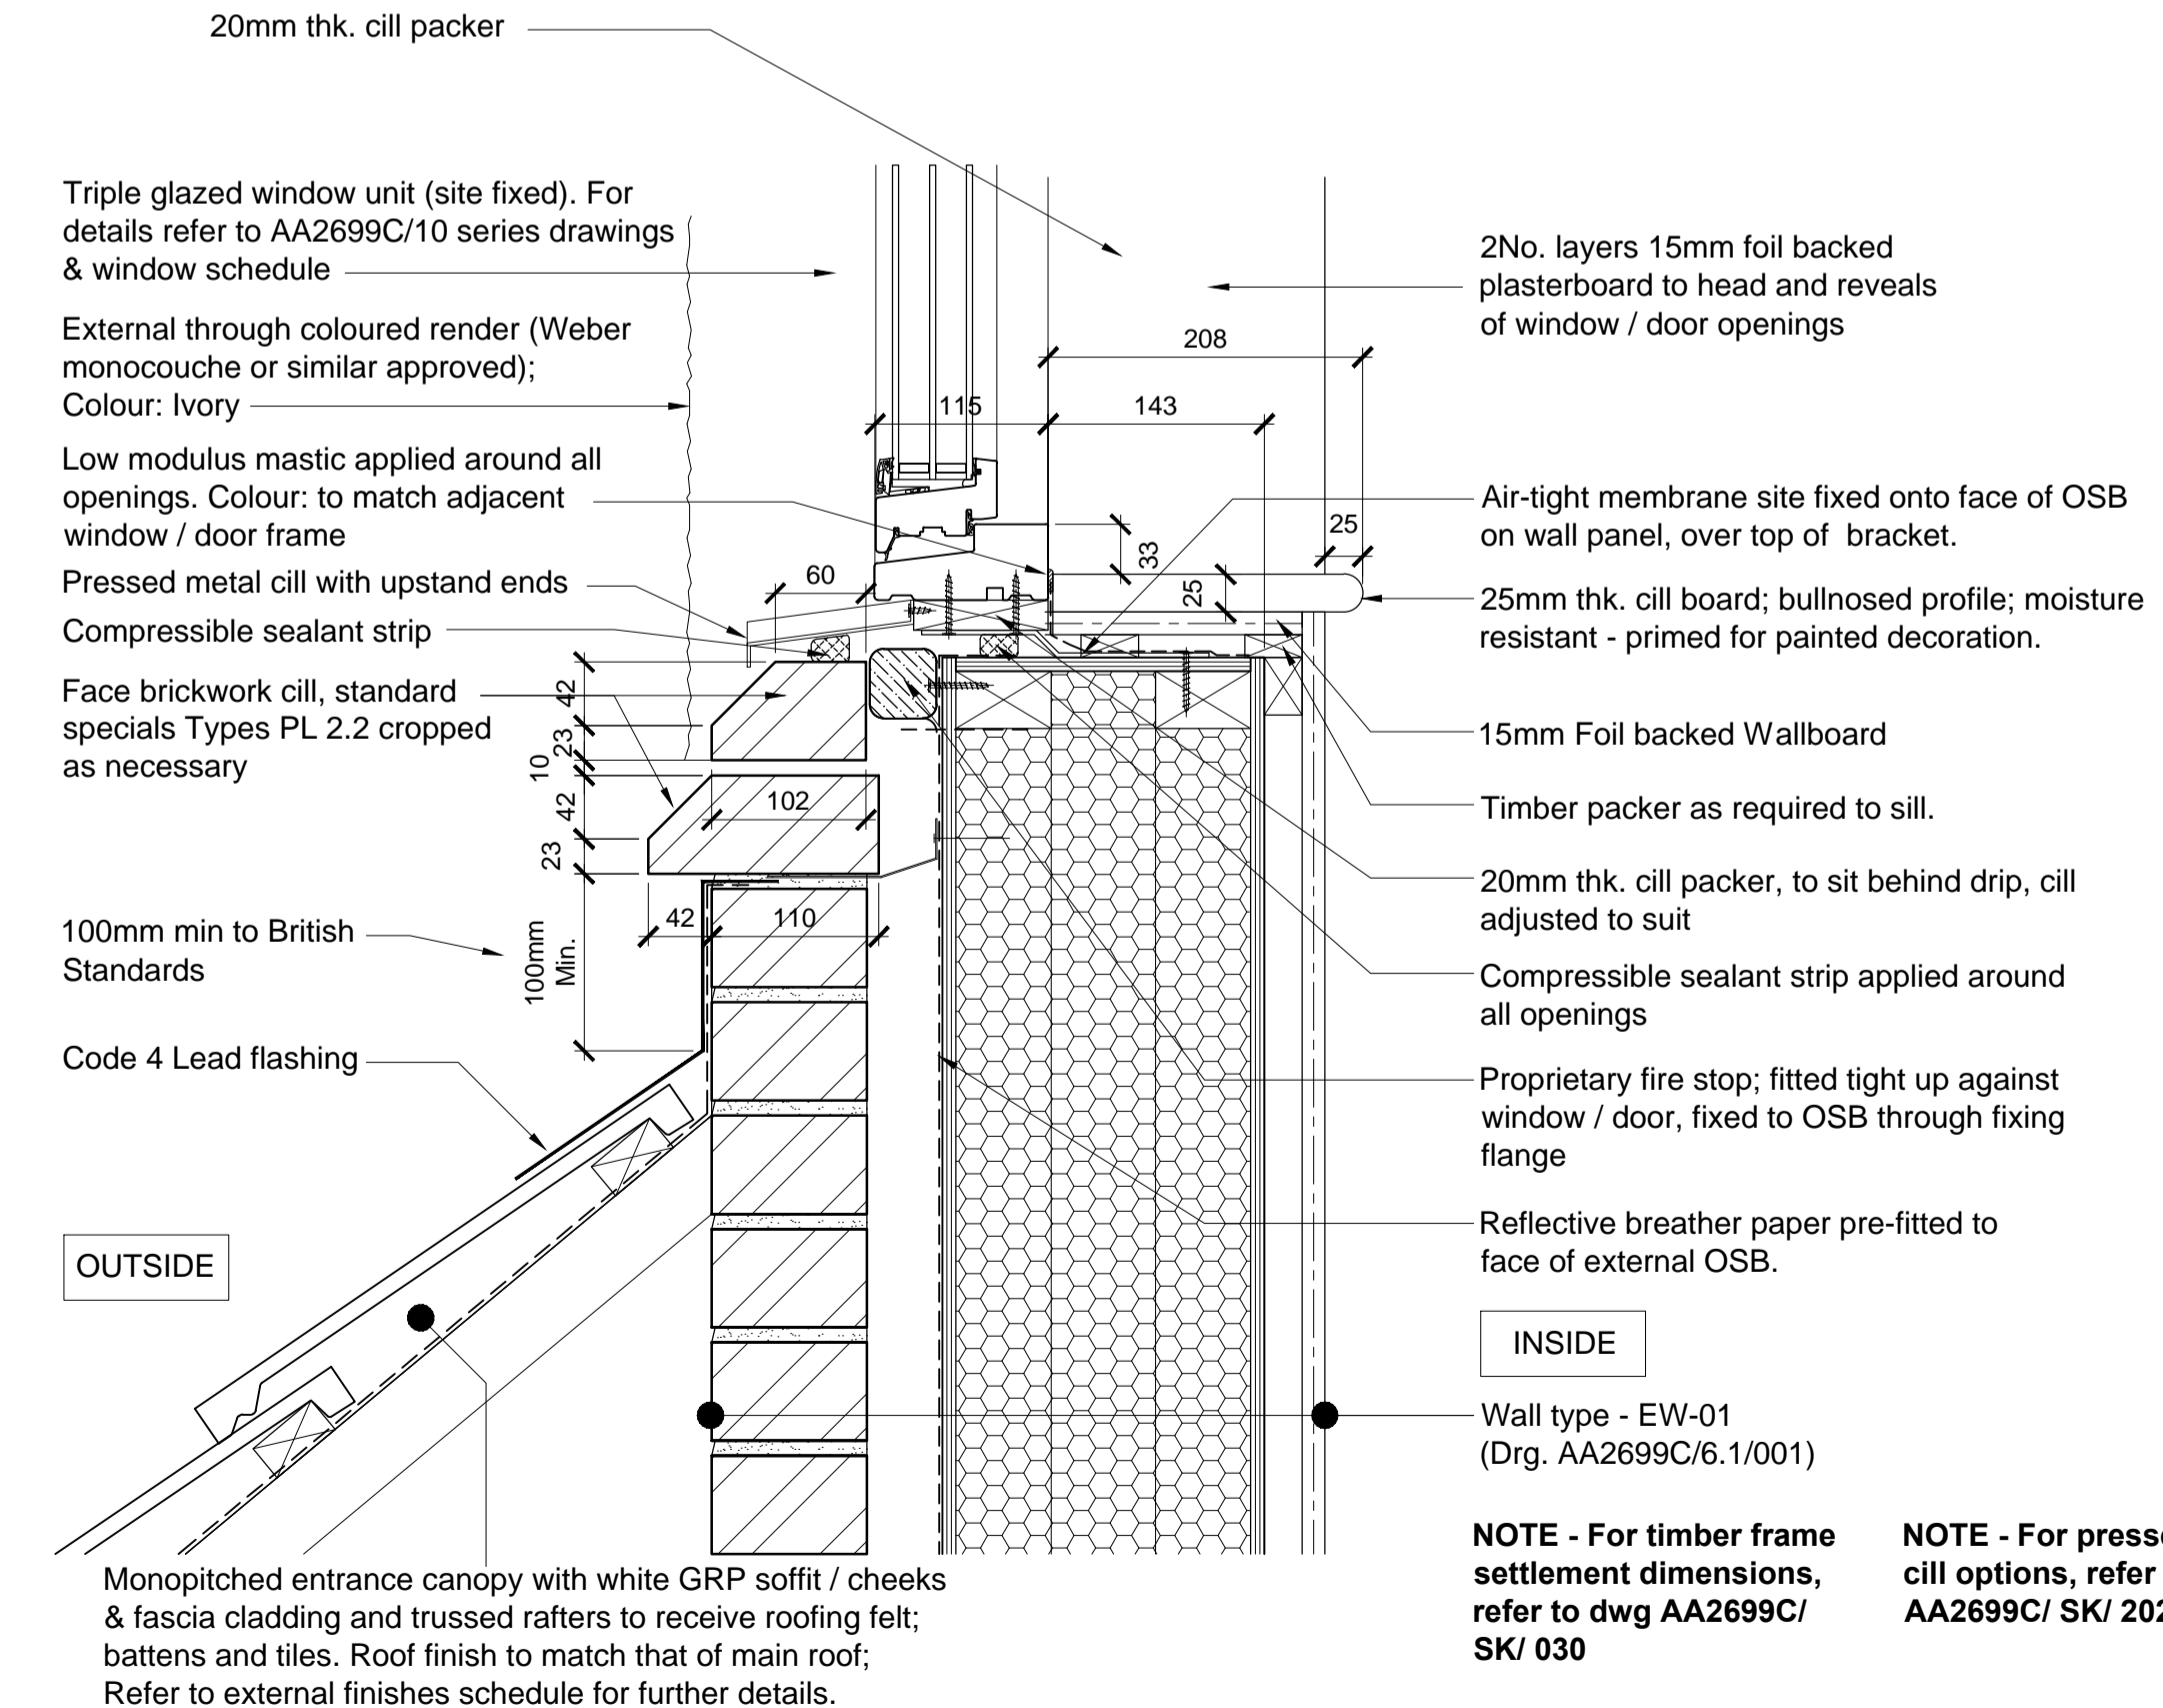 20mm thk. cill packer
Triple glazed window unit (site fixed). For
details refer to AA2699C/10 series drawings
& window schedule
External through coloured render (Weber
monocouche or similar approved);
Colour: Ivory
Low modulus mastic applied around all
openings. Colour: to match adjacent
window / door frame
Pressed metal cill with upstand ends
Compressible sealant strip
Face brickwork cill, standard
specials Types PL 2.2 cropped
as necessary
100mm min to British
Standards
Code 4 Lead flashing
OUTSIDE
Monopitched entrance canopy with white GRP soffit / cheeks
& fascia cladding and trussed rafters to receive roofing felt;
battens and tiles. Roof finish to match that of main roof;
Refer to external finishes schedule for further details.
208
115
143
60
33
25
25
42
23
10
42
23
102
42
110
100mm
Min.
2No. layers 15mm foil backed
plasterboard to head and reveals
of window / door openings
Air-tight membrane site fixed onto face of OSB
on wall panel, over top of bracket.
25mm thk. cill board; bullnosed profile; moisture
resistant - primed for painted decoration.
15mm Foil backed Wallboard
Timber packer as required to sill.
20mm thk. cill packer, to sit behind drip, cill
adjusted to suit
Compressible sealant strip applied around
all openings
Proprietary fire stop; fitted tight up against
window / door, fixed to OSB through fixing
flange
Reflective breather paper pre-fitted to
face of external OSB.
INSIDE
Wall type - EW-01
(Drg. AA2699C/6.1/001)
NOTE - For timber frame
settlement dimensions,
refer to dwg AA2699C/
SK/ 030
NOTE - For
cill options, refer
AA2699C/ SK/